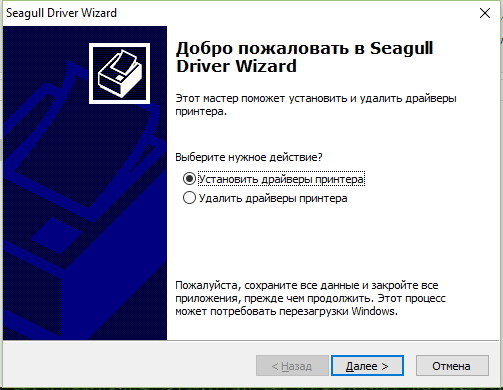 Seagull Driver Wizard
Добро пожаловать в Seagull
Driver Wizard
Этот мастер поможет установить и удалить драйверы
принтера.
Выберите нужное действие?
Установить драйверы принтера
Удалить драйверы принтера
Пожалуйста, сохраните все данные и закройте все
приложения, прежде чем продолжить. Этот процесс
может потребовать перезагрузки Windows.
< Назад
Далее >
Отмена